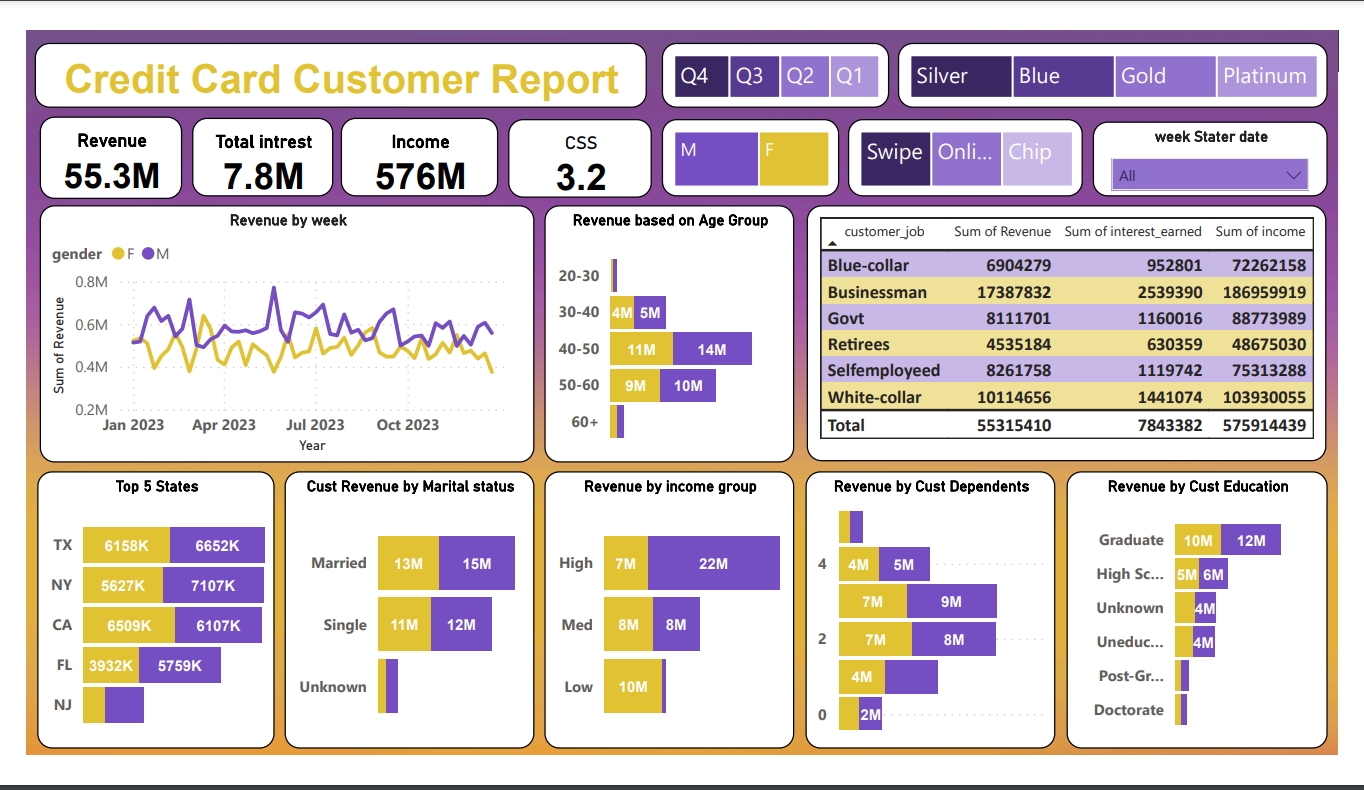 Credit Card Customer Report
Q4 Q3 Q2 Q1
Silver Blue Gold Platinum
Revenue
55.3M
Total intrest
7.8M
Income
576M
CSS
3.2
M F
Swipe Onli... Chip
week Stater date
All
Revenue by week
gender F M
Sum of Revenue
0.8M
0.6M
0.4M
0.2M
Jan 2023 Apr 2023 Jul 2023 Oct 2023
Year
Revenue based on Age Group
20-30
30-40 4M 5M
40-50 11M 14M
50-60 9M 10M
60+
customer_job Sum of Revenue Sum of interest_earned Sum of income
Blue-collar 6904279 952801 72262158
Businessman 17387832 2539390 186959919
Govt 8111701 1160016 88773989
Retirees 4535184 630359 48675030
Selfemployeed 8261758 1119742 75313288
White-collar 10114656 1441074 103930055
Total 55315410 7843382 575914439
Top 5 States
TX 6158K 6652K
NY 5627K 7107K
CA 6509K 6107K
FL 3932K 5759K
NJ
Cust Revenue by Marital status
Married 13M 15M
Single 11M 12M
Unknown
Revenue by income group
High 7M 22M
Med 8M 8M
Low 10M
Revenue by Cust Dependents
4 4M 5M
7M 9M
2 7M 8M
4M
0 2M
Revenue by Cust Education
Graduate 10M 12M
High Sc... 5M 6M
Unknown 4M
Uneduc... 4M
Post-Gr...
Doctorate